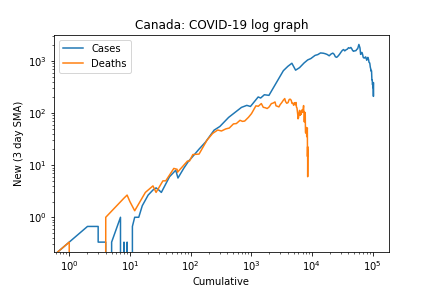 Canada: COVID-19 log graph
Cases
Deaths
New (3 day SMA)
10³
10²
10¹
10⁰
10⁰ 10¹ 10² 10³ 10⁴ 10⁵
Cumulative